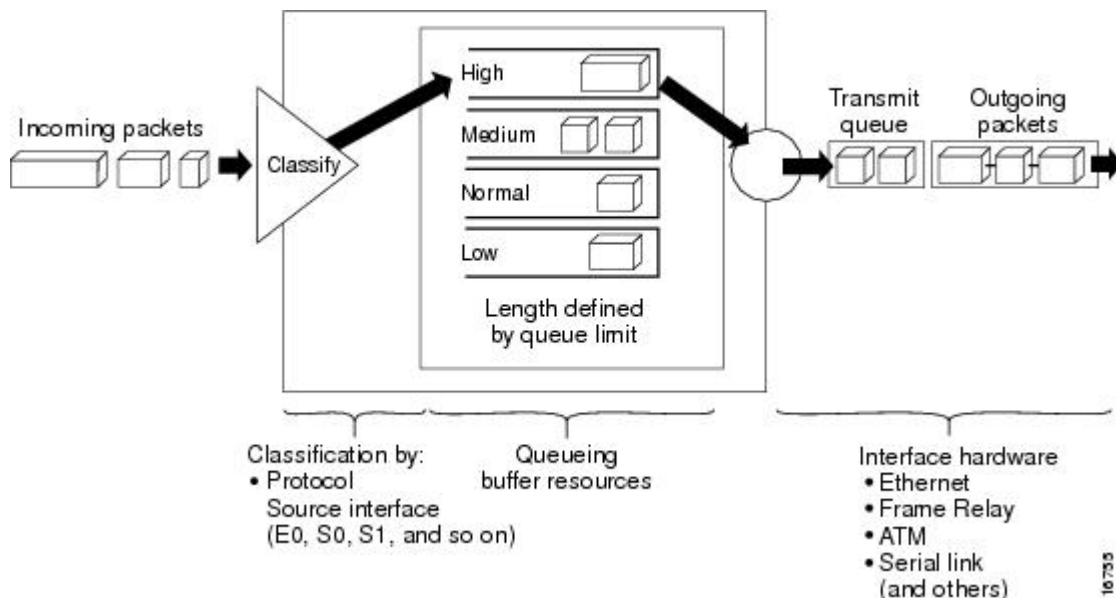 Incoming packets
Classify
High
Medium
Normal
Low
Length defined
by queue limit
Transmit
queue
Outgoing
packets
Classification by:
• Protocol
Source interface
(E0, S0, S1, and so on)
Queueing
buffer resources
Interface hardware
• Ethernet
• Frame Relay
• ATM
• Serial link
(and others)
16755